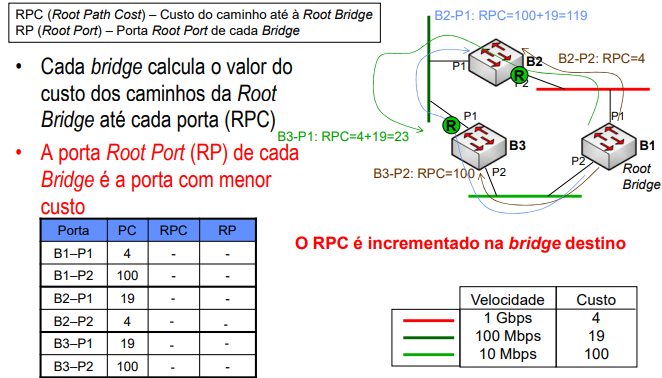 RPC (Root Path Cost) – Custo do caminho até à Root Bridge
RP (Root Port) – Porta Root Port de cada Bridge
• Cada bridge calcula o valor do
custo dos caminhos da Root
Bridge até cada porta (RPC)
• A porta Root Port (RP) de cada
Bridge é a porta com menor
custo
Porta PC RPC RP
B1–P1 4 - -
B1–P2 100 - -
B2–P1 19 - -
B2–P2 4 - -
B3–P1 19 - -
B3–P2 100 - -
B2-P1: RPC=100+19=119
B2
B2-P2: RPC=4
P1
R
P2
P1
R
P1
B3-P1: RPC=4+19=23
B3
B1
P2
B3-P2: RPC=100
P2
Root
Bridge
O RPC é incrementado na bridge destino
Velocidade Custo
1 Gbps 4
100 Mbps 19
10 Mbps 100